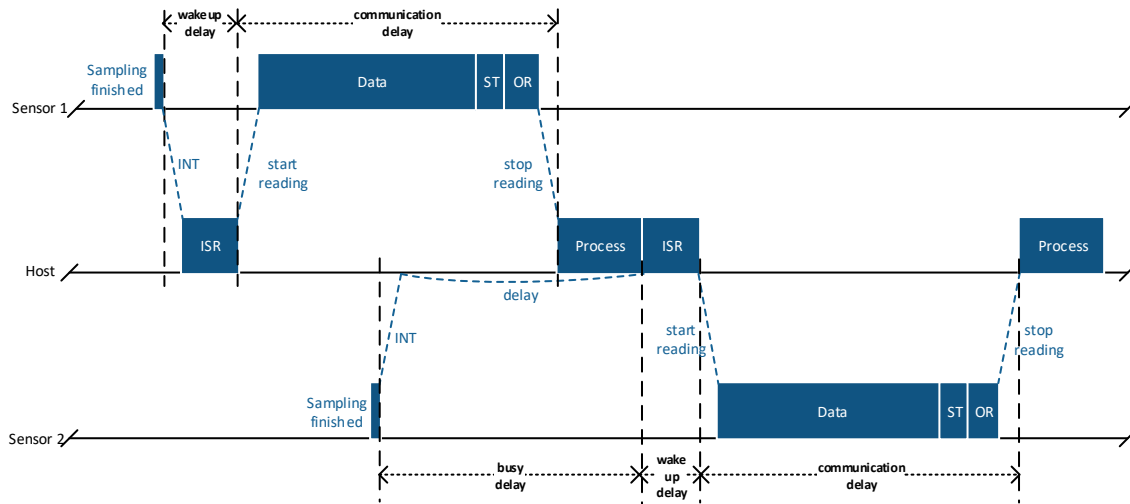 wake up
delay
communication
delay
Sampling
finished
Data
ST
OR
Sensor 1
INT
start
reading
stop
reading
ISR
Process
ISR
Process
Host
delay
INT
start
reading
stop
reading
Sampling
finished
Data
ST
OR
Sensor 2
busy
delay
wake
up
delay
communication
delay